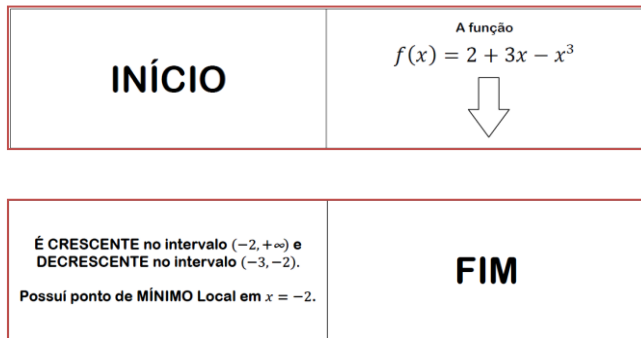 INÍCIO
A função
f(x) = 2 + 3x − x³
É CRESCENTE no intervalo (−2, +∞) e
DECRESCENTE no intervalo (−3, −2).
Possuí ponto de MÍNIMO Local em x = −2.
FIM